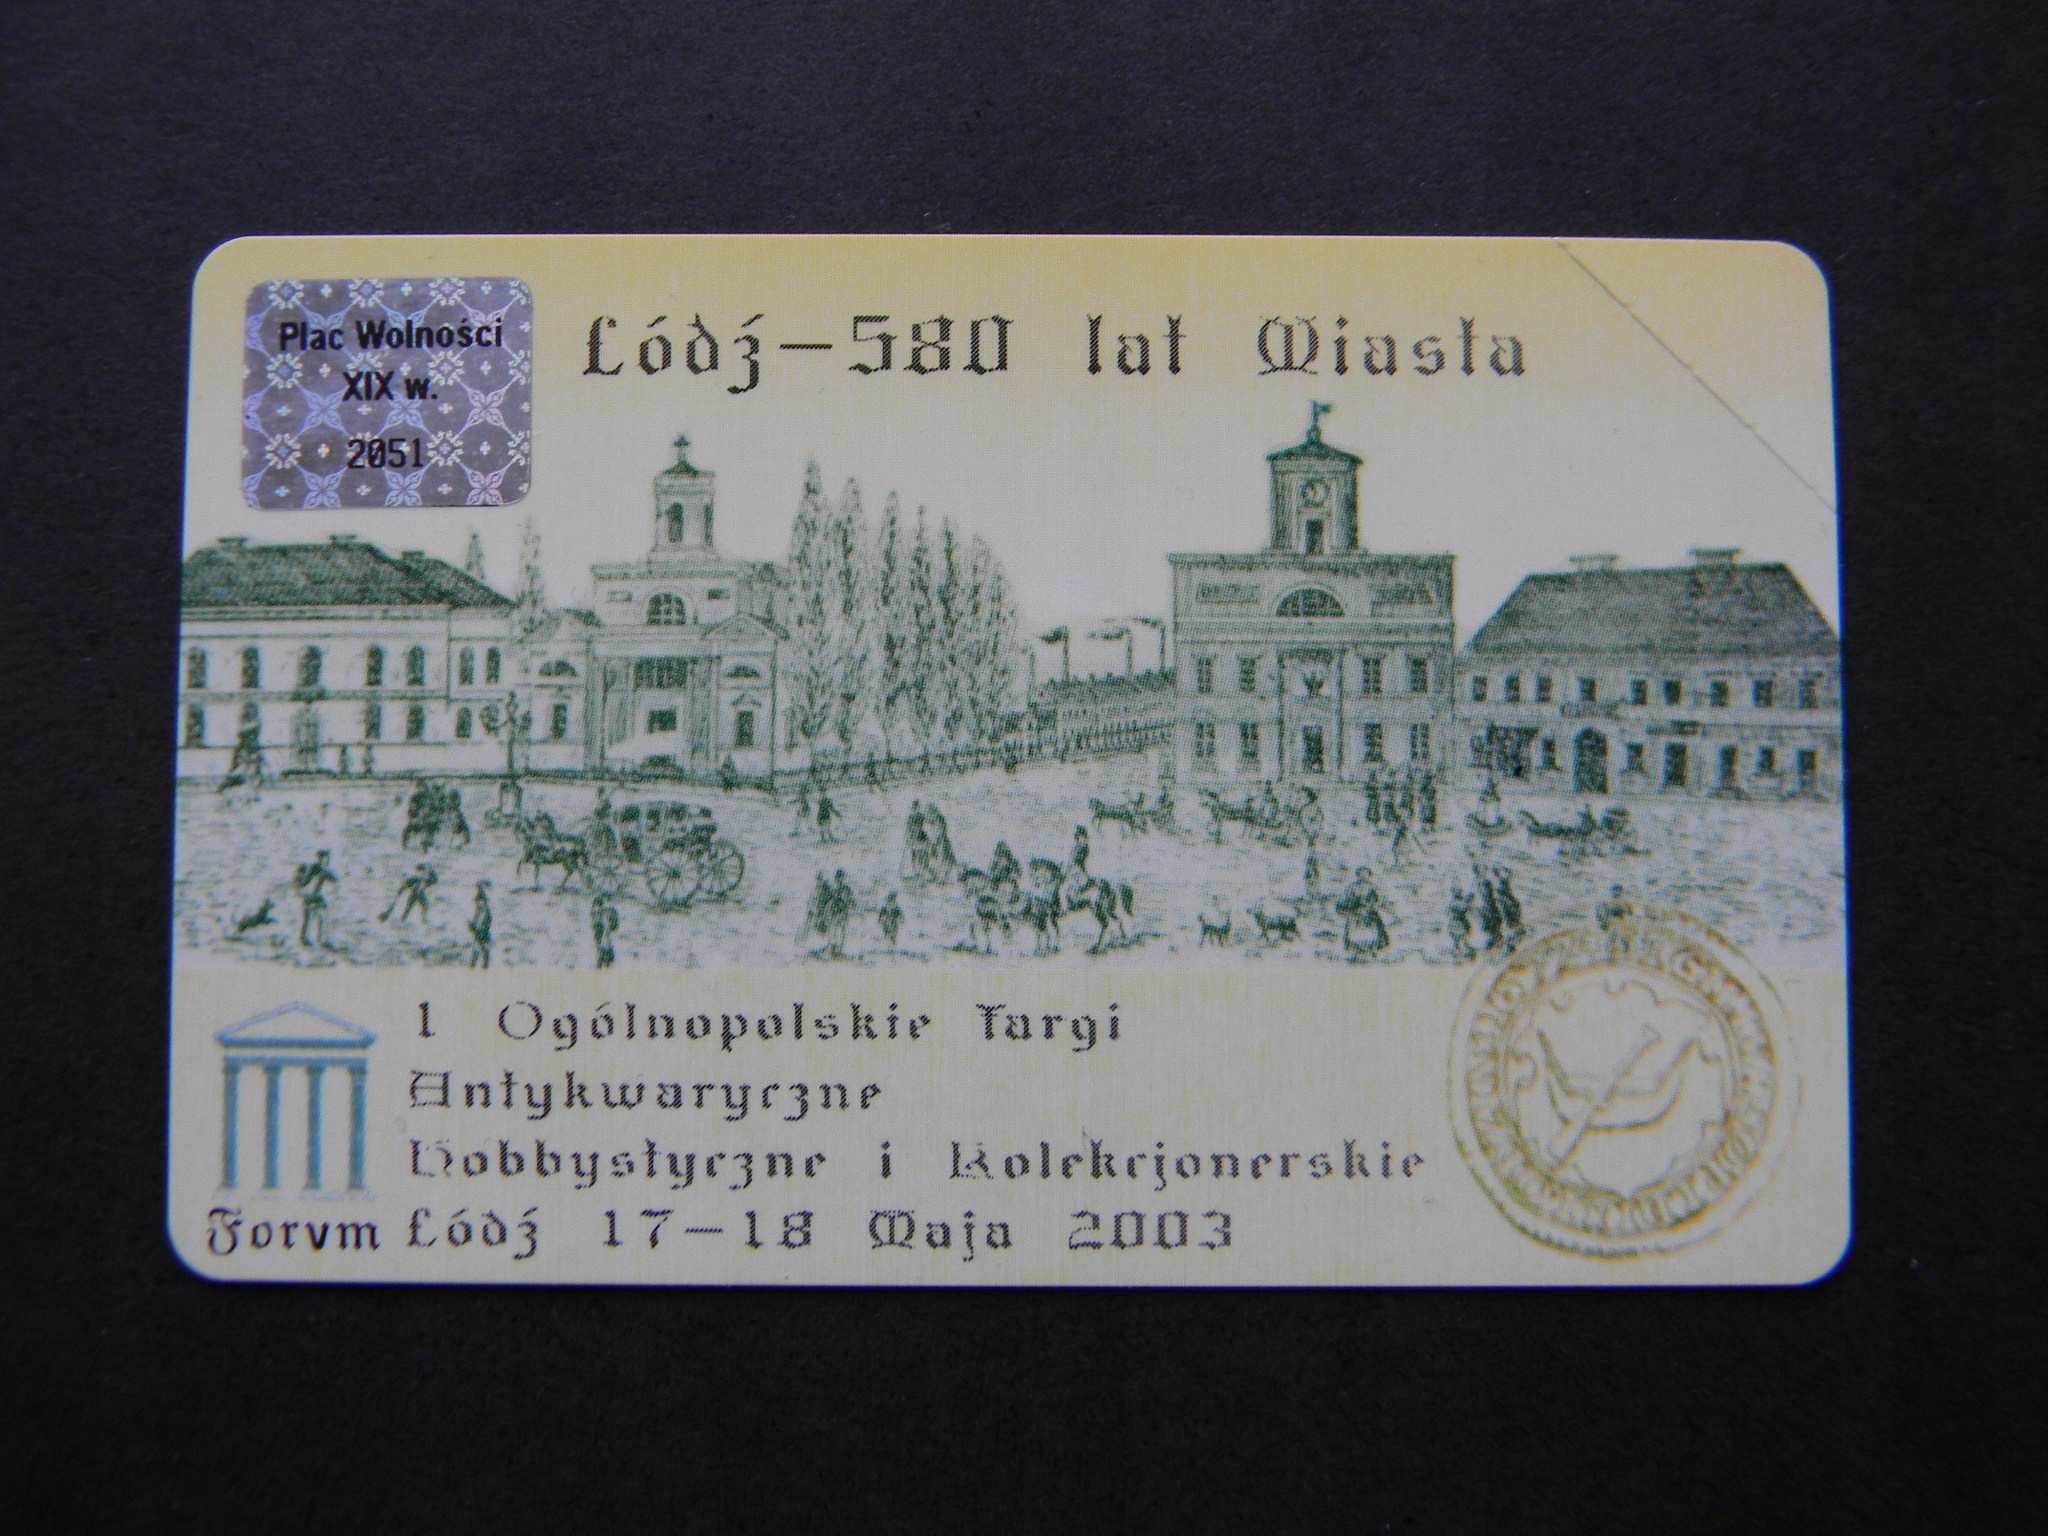 Plac Wolności
XIX w.
2051
Łódź–580 lat Miasta
1 Ogólnopolskie Targi
Antykwaryczne
Hobbystyczne i Kolekcjonerskie
Łódź 17–18 Maja 2003
Forvm